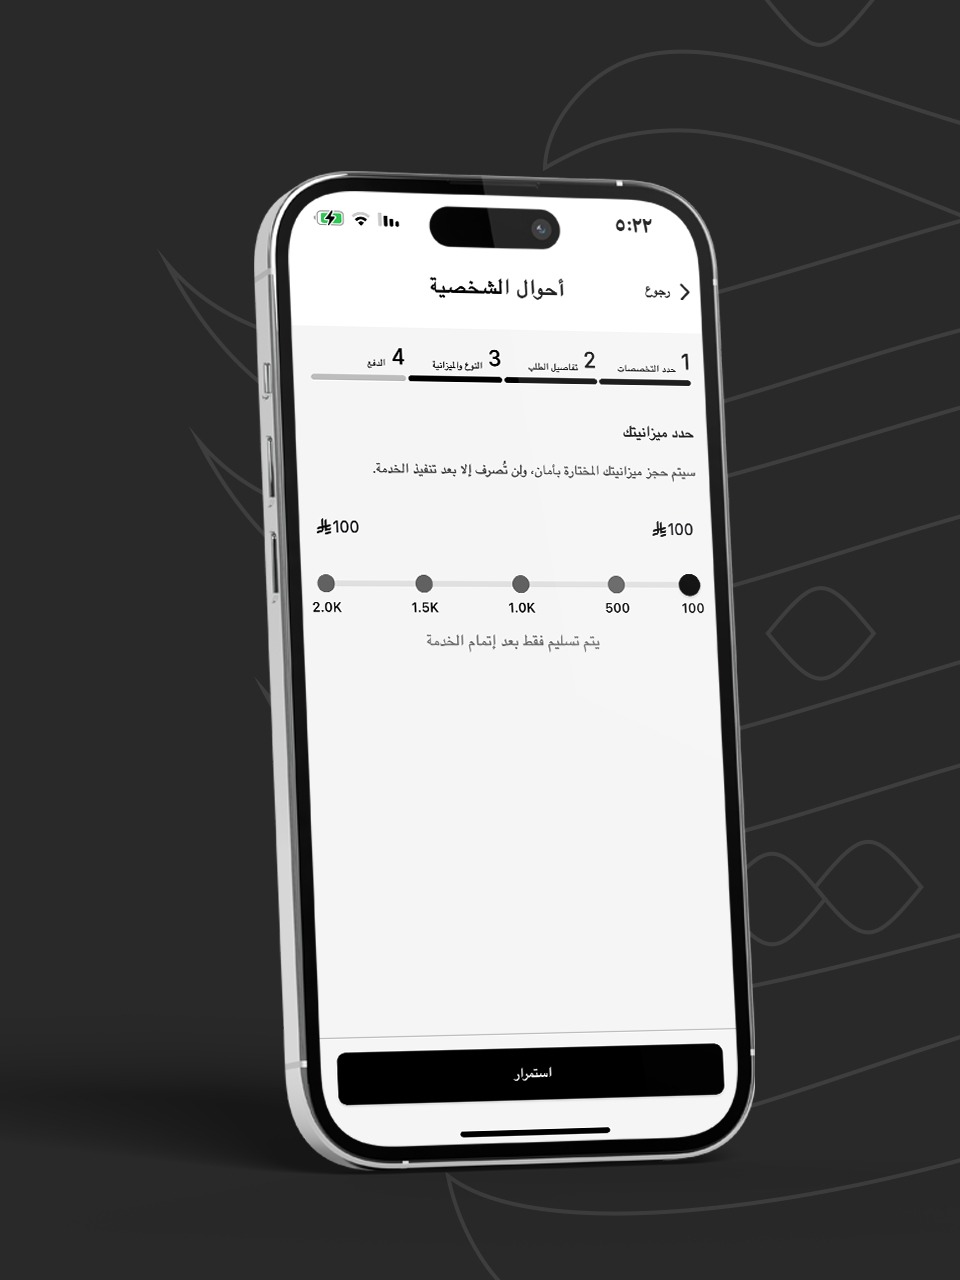 ٥:٢٢
رجوع
أحوال الشخصية
1 حدد التخصصات
2 تفاصيل الطلب
3 النوع والميزانية
4 الدفع
حدد ميزانيتك
سيتم حجز ميزانيتك المختارة بأمان، ولن تُصرف إلا بعد تنفيذ الخدمة.
⃁100 ⃁100
100 500 1.0K 1.5K 2.0K
يتم تسليم فقط بعد إتمام الخدمة
استمرار